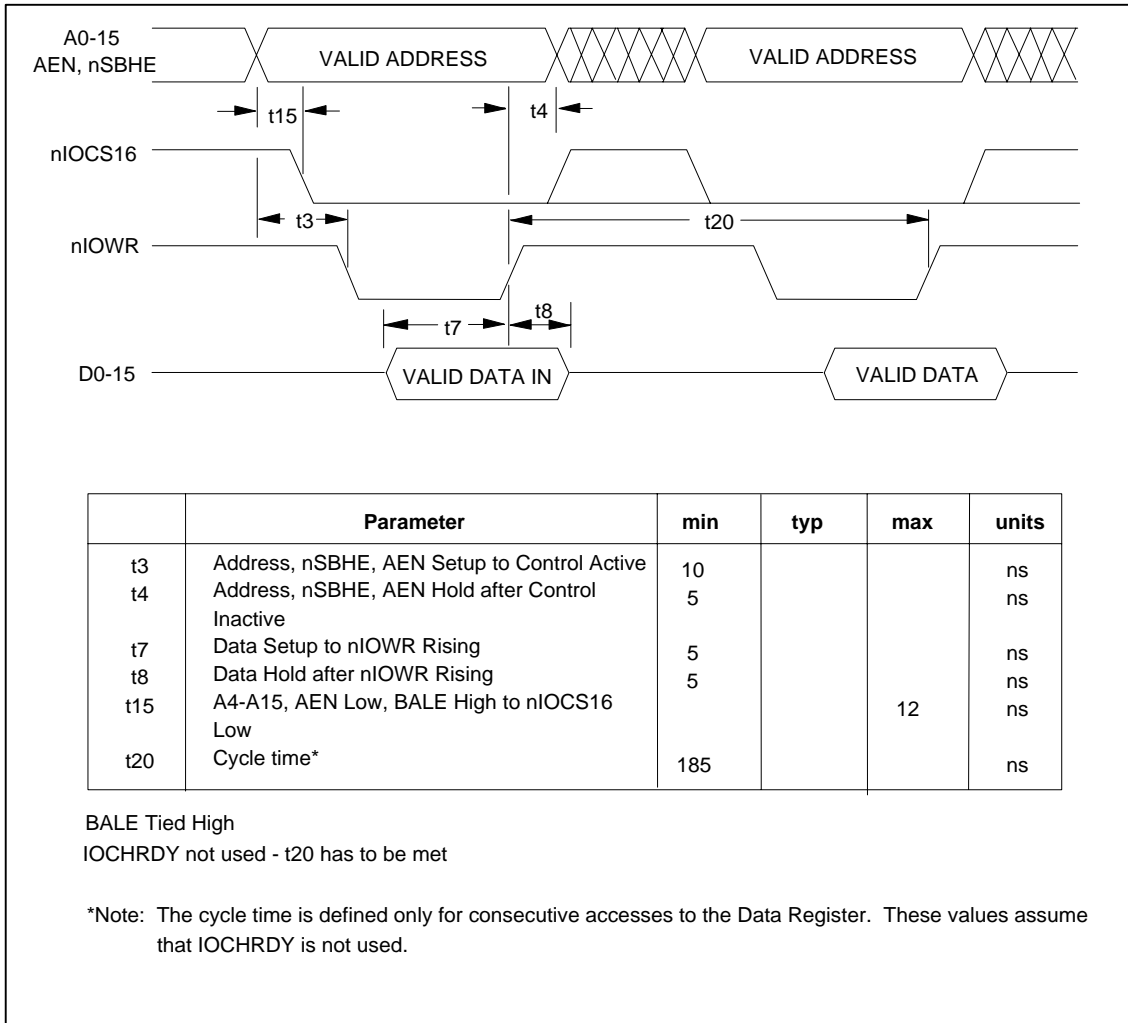 A0-15
AEN, nSBHE
VALID ADDRESS
VALID ADDRESS
t15
t4
nIOCS16
t3
t20
nIOWR
t7
t8
D0-15
VALID DATA IN
VALID DATA
Parameter min typ max units
t3 Address, nSBHE, AEN Setup to Control Active 10 ns
t4 Address, nSBHE, AEN Hold after Control 5 ns
Inactive
t7 Data Setup to nIOWR Rising 5 ns
t8 Data Hold after nIOWR Rising 5 ns
t15 A4-A15, AEN Low, BALE High to nIOCS16 12 ns
Low
t20 Cycle time* 185 ns
BALE Tied High
IOCHRDY not used - t20 has to be met
*Note: The cycle time is defined only for consecutive accesses to the Data Register. These values assume
that IOCHRDY is not used.